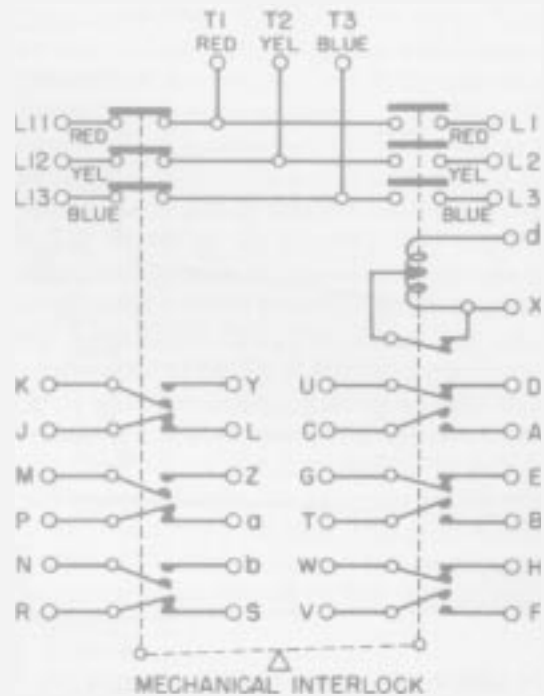 T1 T2 T3
RED YEL BLUE
L11 RED RED L1
L12 YEL YEL L2
L13 BLUE BLUE L3
d
X
K Y U D
J L C A
M Z G E
P a T B
N b W H
R S V F
MECHANICAL INTERLOCK